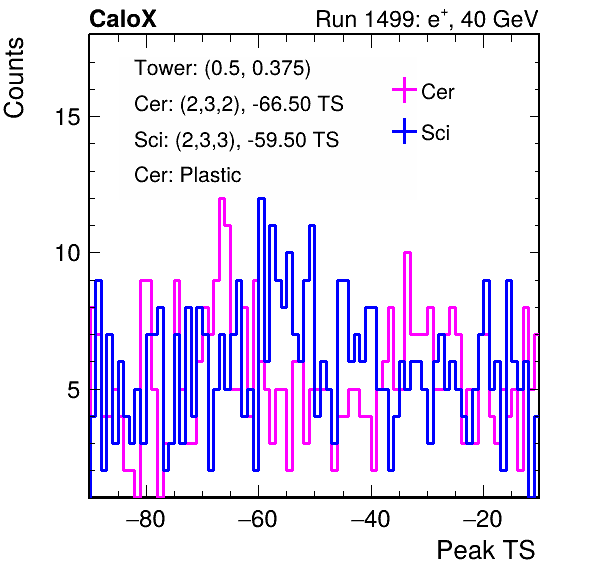 CaloX Run 1499: e⁺, 40 GeV
Counts
Tower: (0.5, 0.375)
Cer: (2,3,2), -66.50 TS
Sci: (2,3,3), -59.50 TS
Cer: Plastic
Cer
Sci
15
10
5
−80 −60 −40 −20
Peak TS